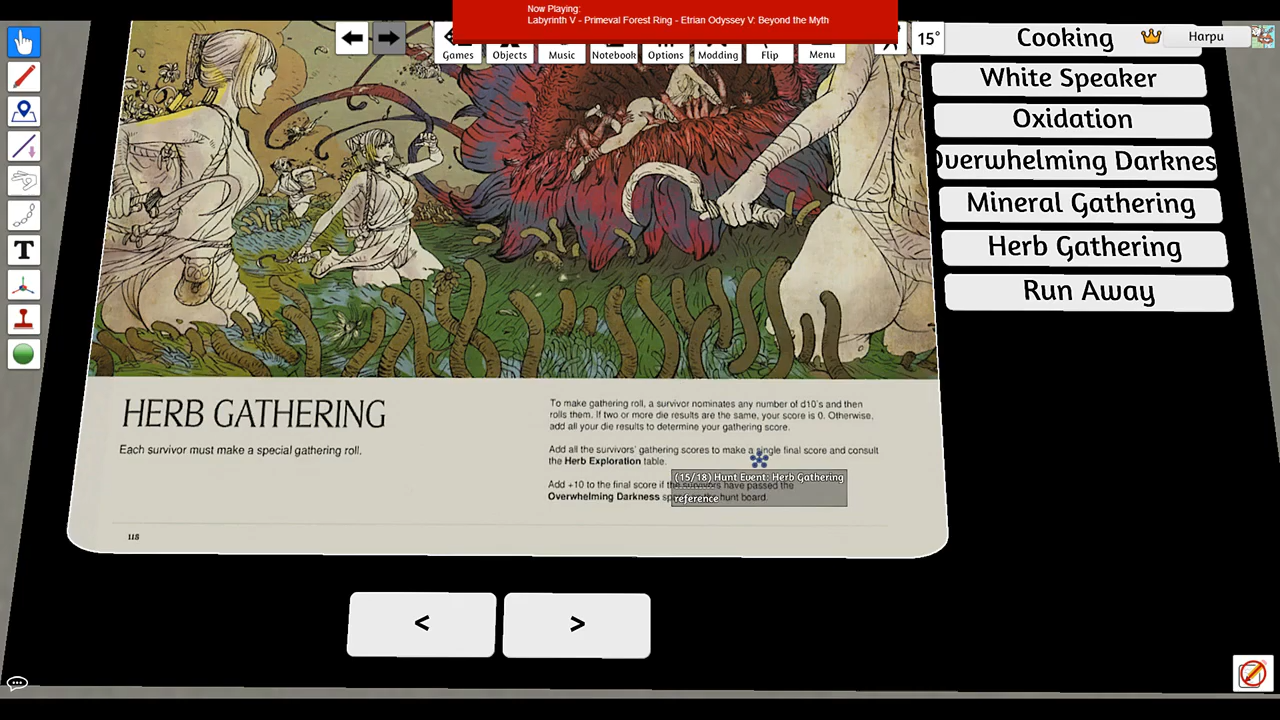 Now Playing:
Labyrinth V - Primeval Forest Ring - Etrian Odyssey V: Beyond the Myth
Games
Objects
Music
Notebook
Options
Modding
Flip
Menu
15°
Harpu
Cooking
White Speaker
Oxidation
Overwhelming Darknes
Mineral Gathering
Herb Gathering
Run Away
T
HERB GATHERING
Each survivor must make a special gathering roll.
To make gathering roll, a survivor nominates any number of d10's and then
rolls them. If two or more die results are the same, your score is 0. Otherwise,
add all your die results to determine your gathering score.
Add all the survivors' gathering scores to make a single final score and consult
the Herb Exploration table.
Add +10 to the final score if the survivors have passed the
Overwhelming Darkness hunt board.
(15/18) Hunt Event: Herb Gathering
reference
118
<
>